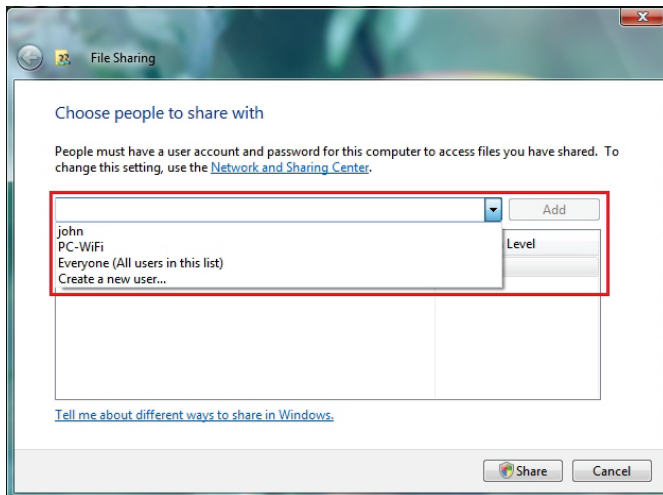 File Sharing
Choose people to share with
People must have a user account and password for this computer to access files you have shared. To
change this setting, use the Network and Sharing Center.
Add
john
PC-WiFi
Level
Everyone (All users in this list)
Create a new user...
Tell me about different ways to share in Windows.
Share
Cancel